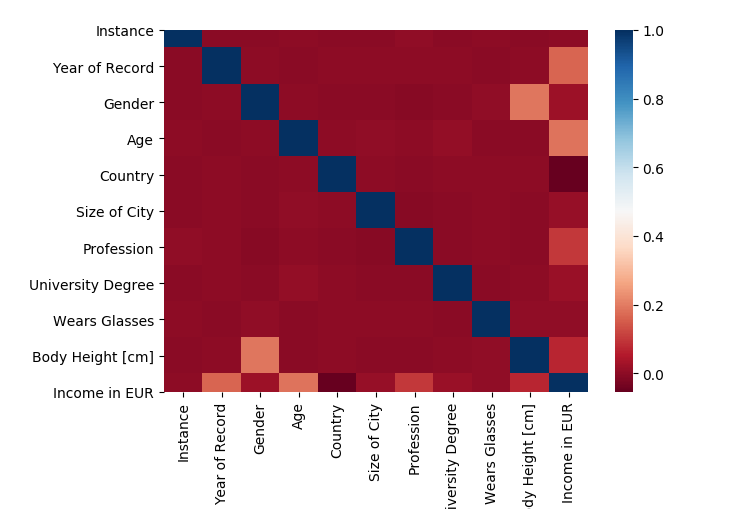 Instance
Year of Record
Gender
Age
Country
Size of City
Profession
University Degree
Wears Glasses
Body Height [cm]
Income in EUR
Instance
Year of Record
Gender
Age
Country
Size of City
Profession
iversity Degree
Wears Glasses
dy Height [cm]
Income in EUR
1.0
0.8
0.6
0.4
0.2
0.0